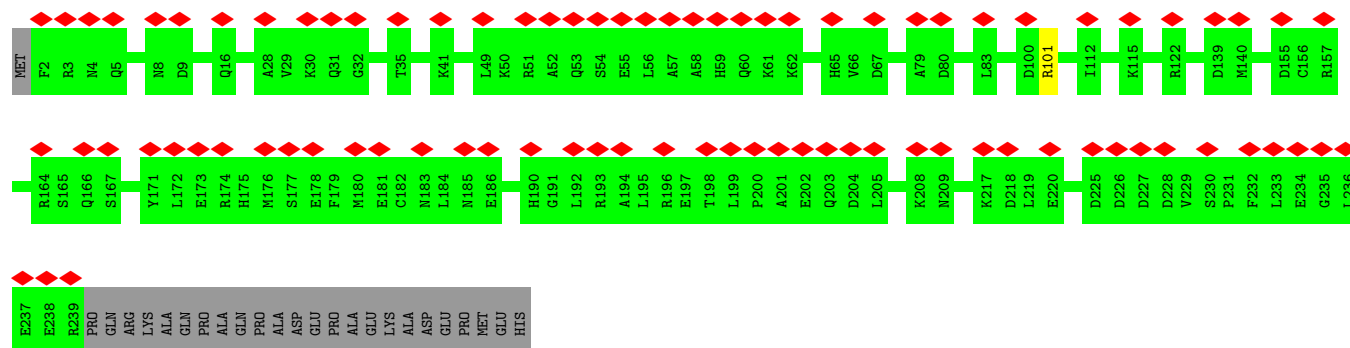 MET F2 R3 N4 Q5 N8 D9 Q16 A28 V29 K30 Q31 G32 T35 K41 L49 K50 R51 A52 Q53 S54 E55 L56 A57 A58 H59 Q60 K61 K62 H65 V66 D67 A79 D80 L83 D100 R101 I112 K115 R122 D139 M140 D155 C156 R157
R164 S165 Q166 S167 Y171 L172 E173 R174 H175 M176 S177 E178 F179 M180 E181 C182 N183 L184 N185 E186 H190 G191 L192 R193 A194 L195 R196 E197 T198 L199 P200 A201 E202 Q203 D204 L205 K208 N209 K217 D218 L219 E220 D225 D226 D227 D228 V229 S230 P231 F232 L233 E234 G235 L236
E237 E238 R239 PRO GLN ARG LYS ALA GLN PRO ALA GLN PRO ALA ASP GLU PRO ALA GLU LYS ALA ASP GLU PRO MET GLU HIS